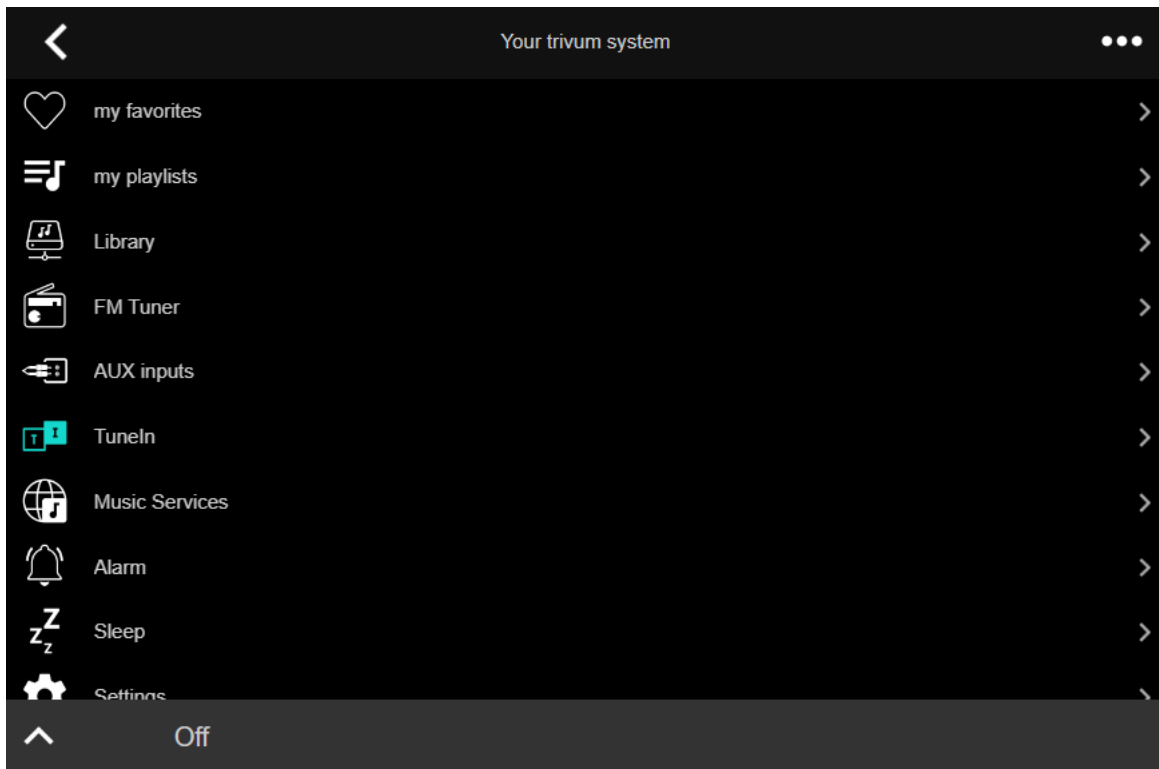 Your trivum system
my favorites
my playlists
Library
FM Tuner
AUX inputs
T I
TuneIn
Music Services
Alarm
Z Z z
Sleep
Settings
Off